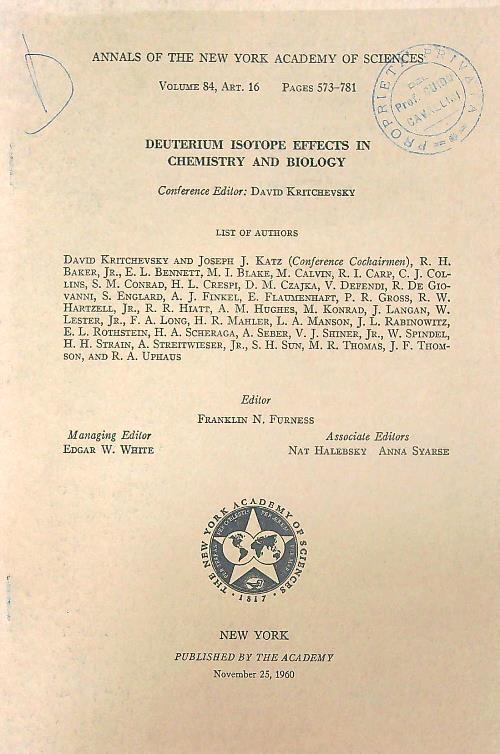 ANNALS OF THE NEW YORK ACADEMY OF SCIENCES
VOLUME 84, ART. 16 PAGES 573-781
PROPRIETÀ PRIVATA
Prof. GUIDO
CAVALLINI
DEUTERIUM ISOTOPE EFFECTS IN
CHEMISTRY AND BIOLOGY
Conference Editor: DAVID KRITCHEVSKY
LIST OF AUTHORS
DAVID KRITCHEVSKY AND JOSEPH J. KATZ (Conference Cochairmen), R. H.
BAKER, JR., E. L. BENNETT, M. I. BLAKE, M. CALVIN, R. I. CARP, C. J. COL-
LINS, S. M. CONRAD, H. L. CRESPI, D. M. CZAJKA, V. DEFENDI, R. DE GIO-
VANNI, S. ENGLARD, A. J. FINKEL, E. FLAUMENHAFT, P. R. GROSS, R. W.
HARTZELL, JR., R. R. HIATT, A. M. HUGHES, M. KONRAD, J. LANGAN, W.
LESTER, JR., F. A. LONG, H. R. MAHLER, L. A. MANSON, J. L. RABINOWITZ,
E. L. ROTHSTEIN, H. A. SCHERAGA, A. SEBER, V. J. SHINER, JR., W. SPINDEL,
H. H. STRAIN, A. STREITWIESER, JR., S. H. SUN, M. R. THOMAS, J. F. THOM-
SON, AND R. A. UPHAUS
Editor
FRANKLIN N. FURNESS
Managing Editor Associate Editors
EDGAR W. WHITE NAT HALEBSKY ANNA SYARSE
THE NEW YORK ACADEMY OF SCIENCES
1817
NEW YORK
PUBLISHED BY THE ACADEMY
November 25, 1960